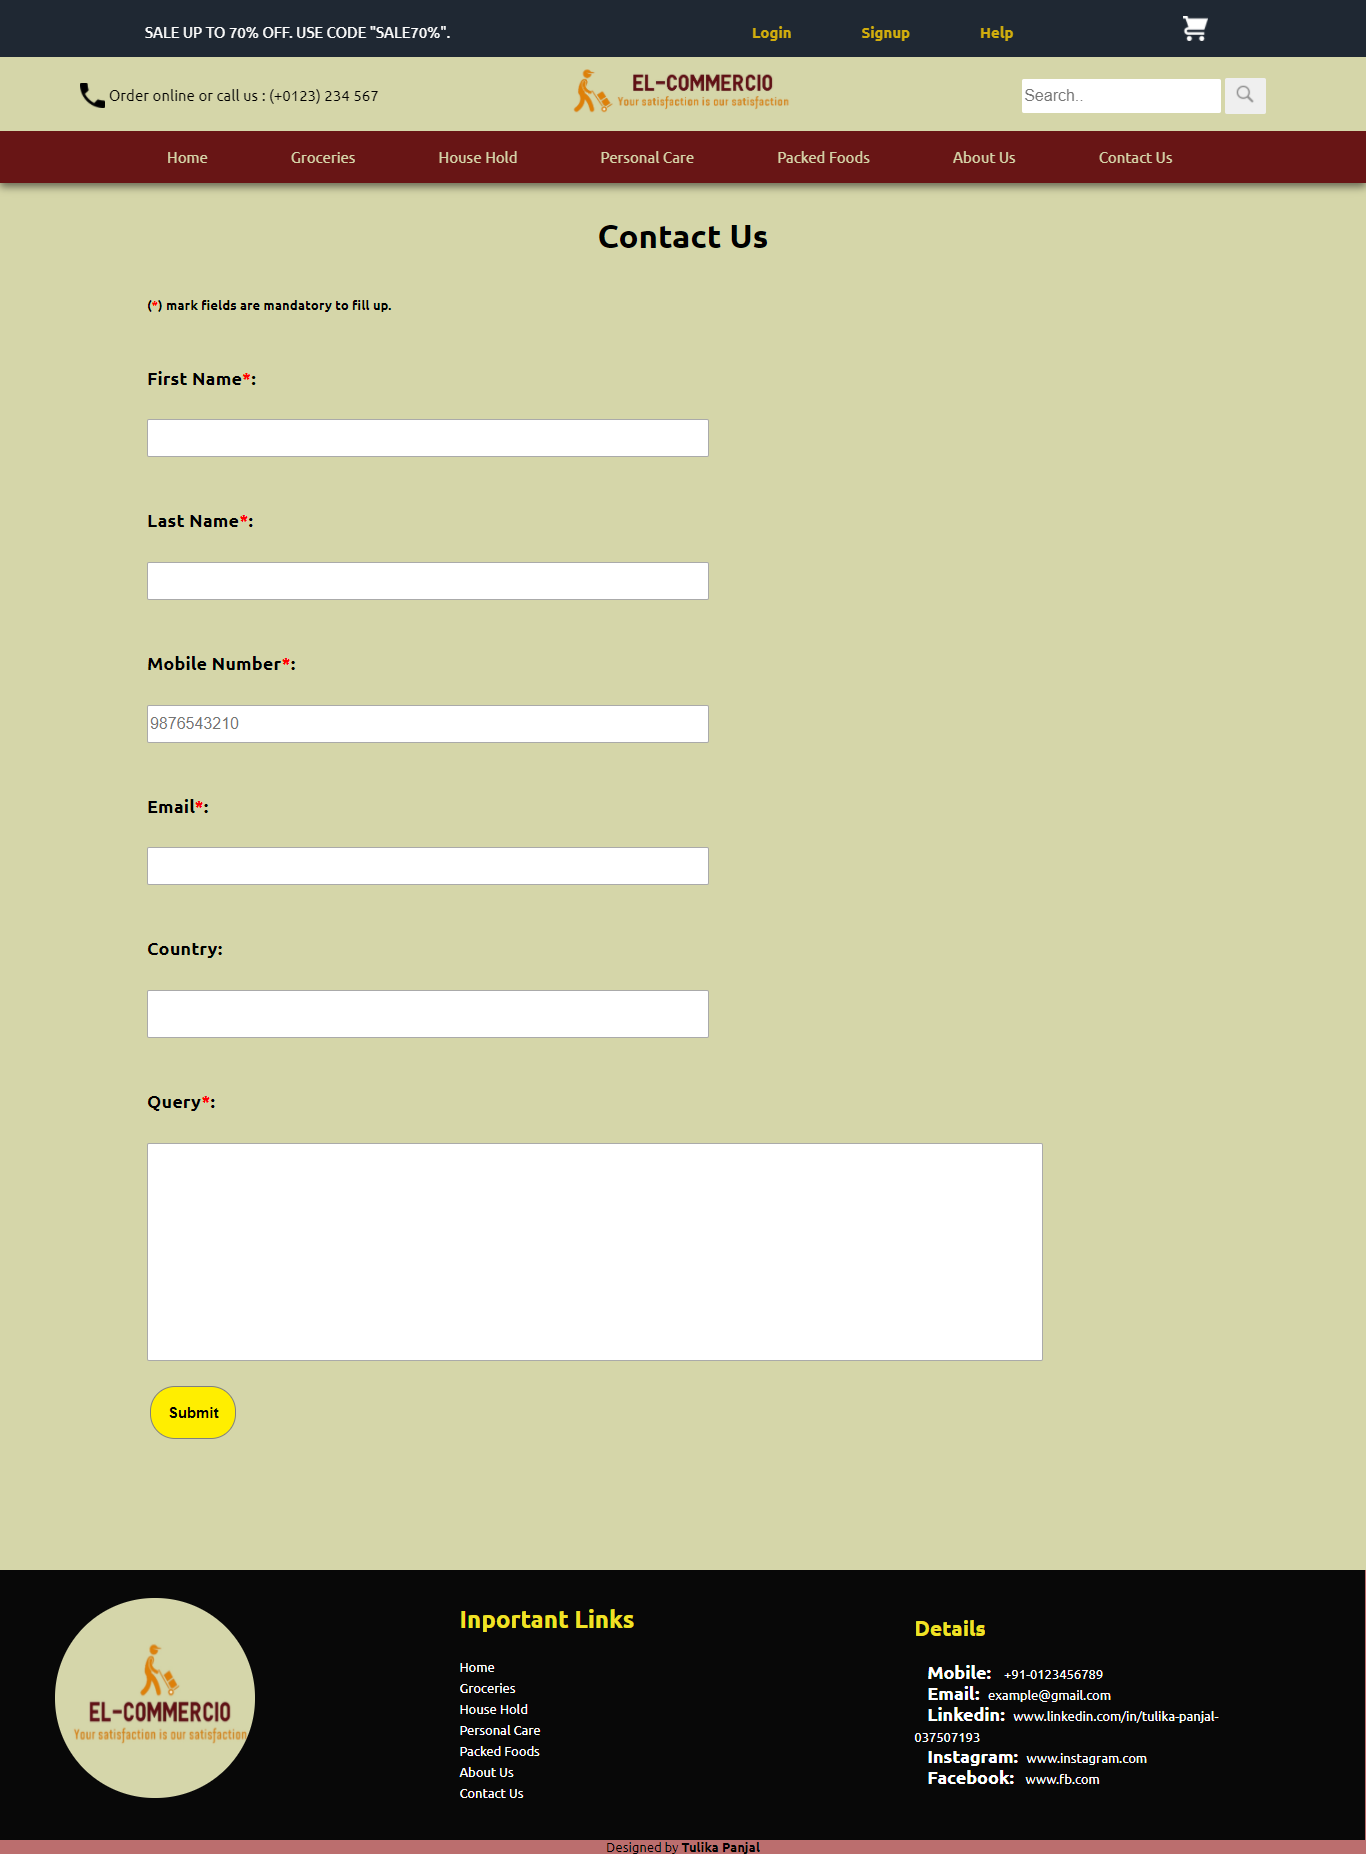 SALE UP TO 70% OFF. USE CODE "SALE70%".
Login
Signup
Help
Order online or call us : (+0123) 234 567
EL-COMMERCIO
Your satisfaction is our satisfaction
Search..
Home
Groceries
House Hold
Personal Care
Packed Foods
About Us
Contact Us
Contact Us
(*) mark fields are mandatory to fill up.
First Name*:
Last Name*:
Mobile Number*:
9876543210
Email*:
Country:
Query*:
Submit
EL-COMMERCIO
Your satisfaction is our satisfaction
Inportant Links
Home
Groceries
House Hold
Personal Care
Packed Foods
About Us
Contact Us
Details
Mobile: +91-0123456789
Email: example@gmail.com
Linkedin: www.linkedin.com/in/tulika-panjal-
037507193
Instagram: www.instagram.com
Facebook: www.fb.com
Designed by Tulika Panjal